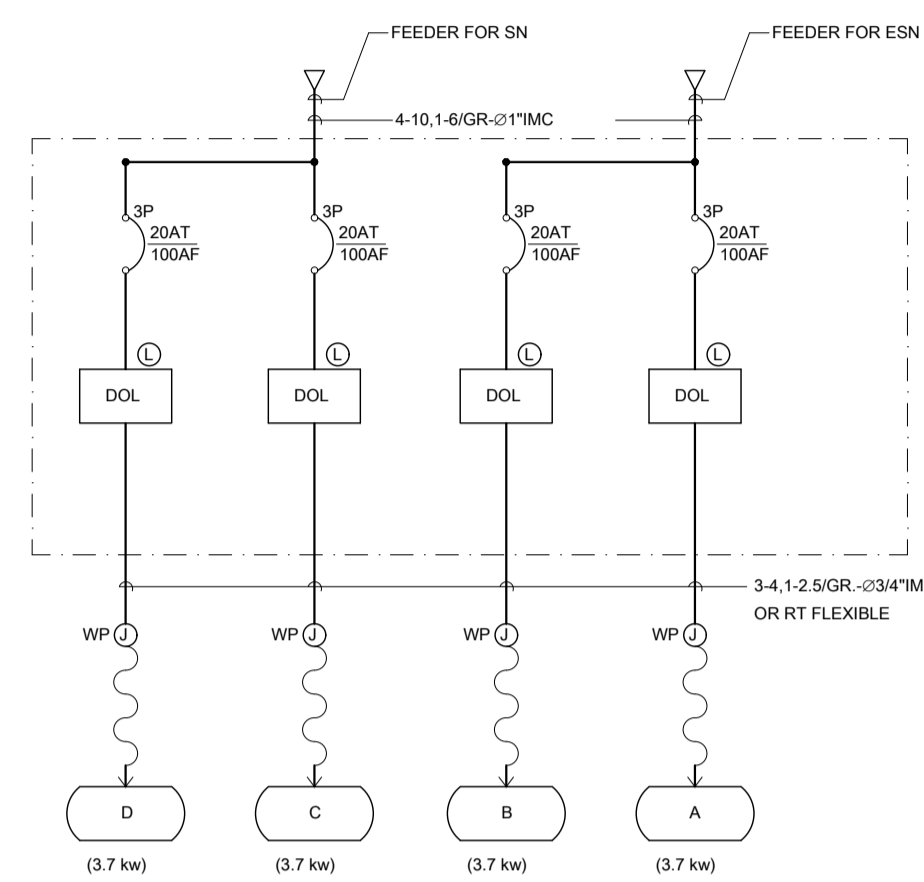 FEEDER FOR SN
FEEDER FOR ESN
4-10,1-6/GR-Ø1"IMC
3P
20AT
100AF
3P
20AT
100AF
3P
20AT
100AF
3P
20AT
100AF
L
L
L
L
DOL
DOL
DOL
DOL
3-4,1-2.5/GR.-Ø3/4"IM
OR RT FLEXIBLE
WP J
WP J
WP J
WP J
D
C
B
A
(3.7 kw)
(3.7 kw)
(3.7 kw)
(3.7 kw)